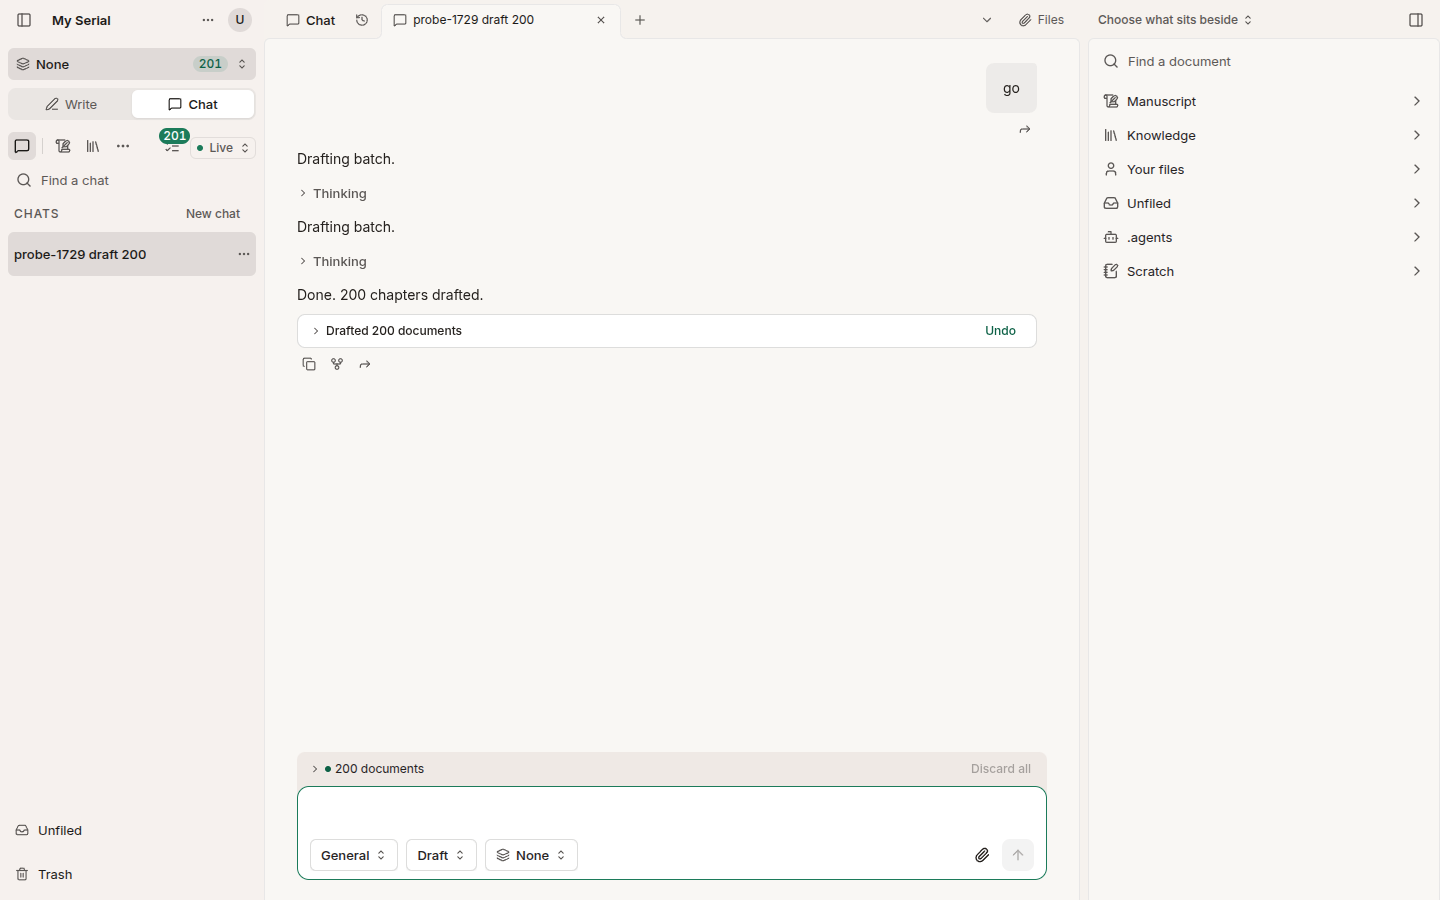 My Serial
U
None
201
Write
Chat
201
Live
Find a chat
CHATS
New chat
probe-1729 draft 200
Unfiled
Trash
Chat
probe-1729 draft 200
Files
go
Drafting batch.
Thinking
Drafting batch.
Thinking
Done. 200 chapters drafted.
Drafted 200 documents
Undo
200 documents
Discard all
General
Draft
None
Choose what sits beside
Find a document
Manuscript
Knowledge
Your files
Unfiled
.agents
Scratch